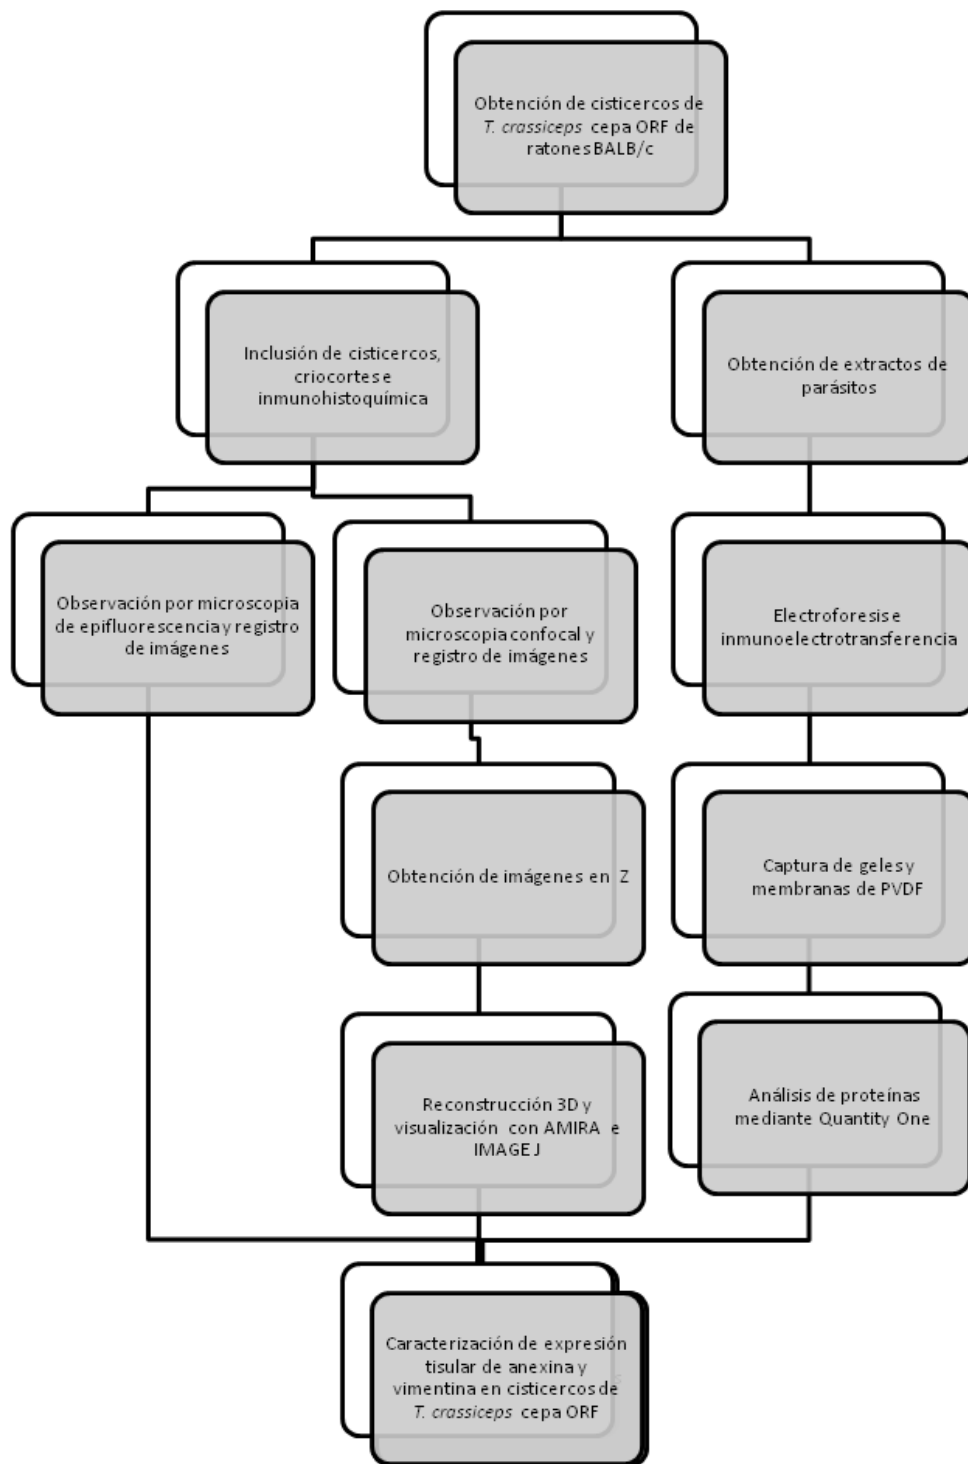 Obtención de cisticercos de
T. crassiceps cepa ORF de
ratones BALB/c
Inclusión de cisticercos,
criocortes e
inmunohistoquímica
Obtención de extractos de
parásitos
Observación por microscopia
de epifluorescencia y registro
de imágenes
Observación por
microscopia confocal y
registro de imágenes
Electroforesis e
inmunoelectrotransferencia
Obtención de imágenes en Z
Captura de geles y
membranas de PVDF
Reconstrucción 3D y
visualización con AMIRA e
IMAGE J
Análisis de proteínas
mediante Quantity One
Caracterización de expresión
tisular de anexina y
vimentina en cisticercos de
T. crassiceps cepa ORF